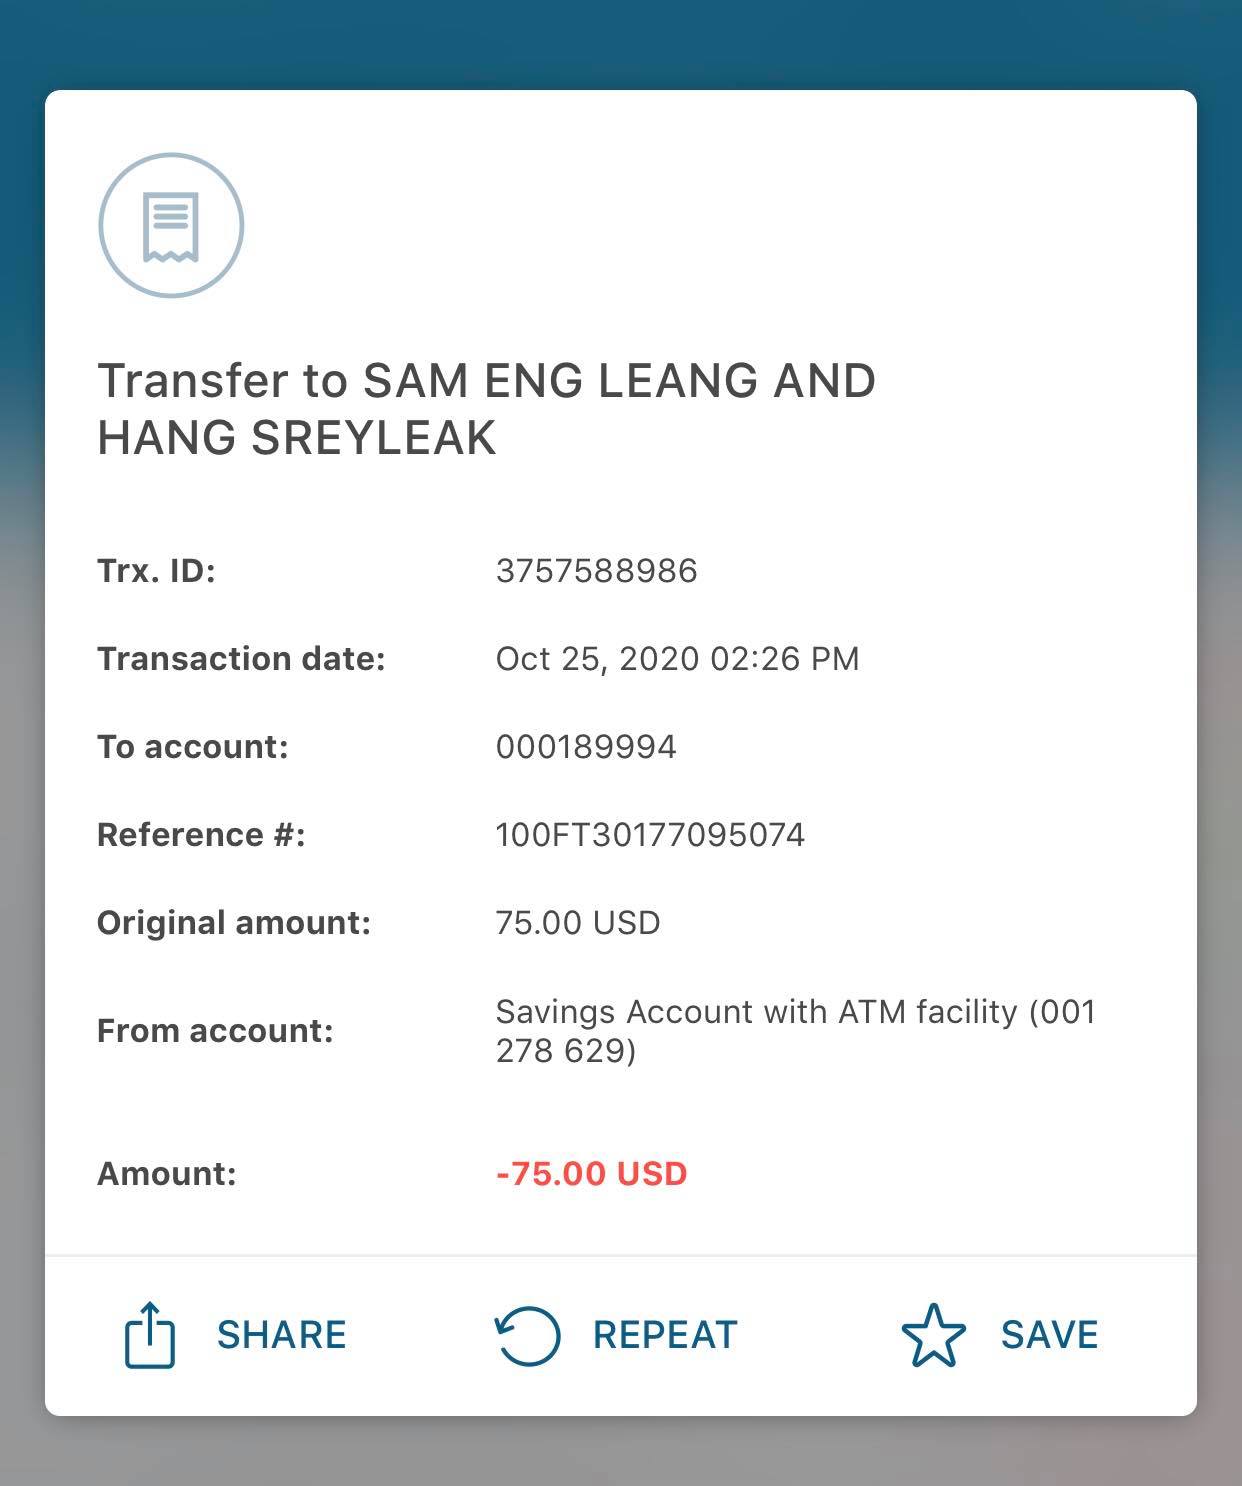 Transfer to SAM ENG LEANG AND
HANG SREYLEAK
Trx. ID: 3757588986
Transaction date: Oct 25, 2020 02:26 PM
To account: 000189994
Reference #: 100FT30177095074
Original amount: 75.00 USD
From account: Savings Account with ATM facility (001
278 629)
Amount: -75.00 USD
SHARE REPEAT SAVE